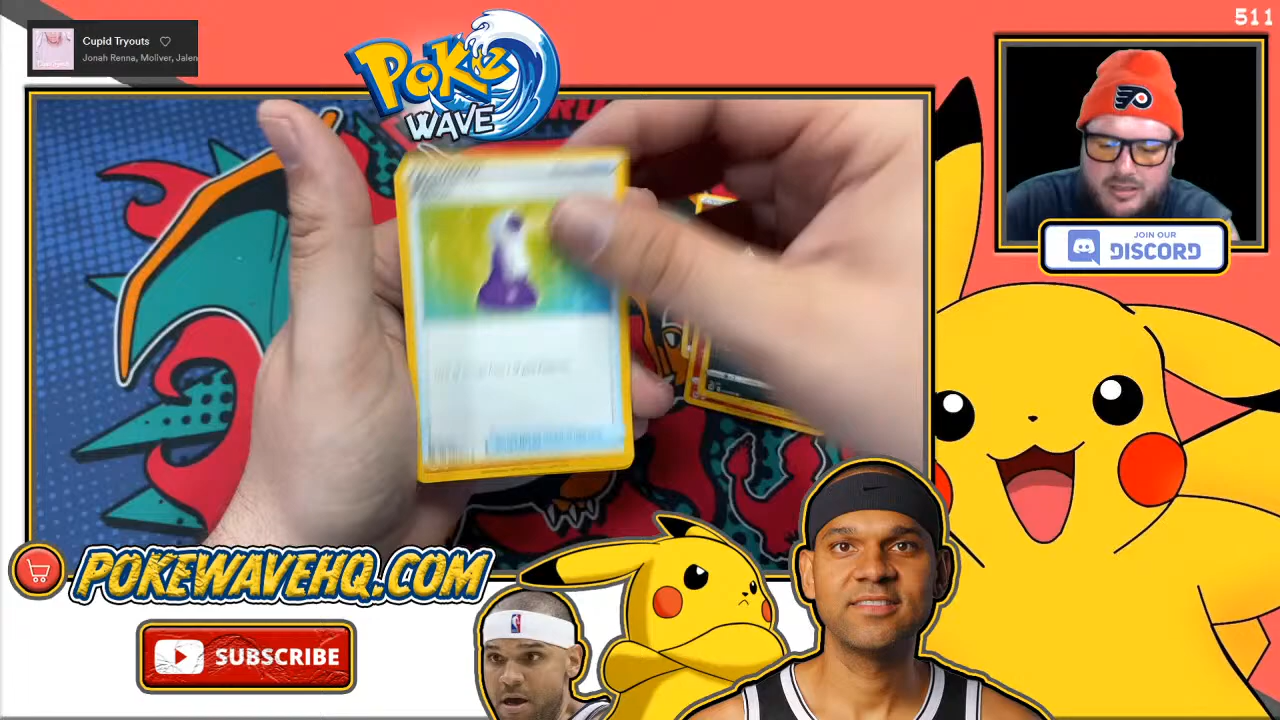 511
Cupid Tryouts
Jonah Renna, Moliver, Jalen
POKE
WAVE
JOIN OUR
DISCORD
POKEWAVEHQ.COM
SUBSCRIBE